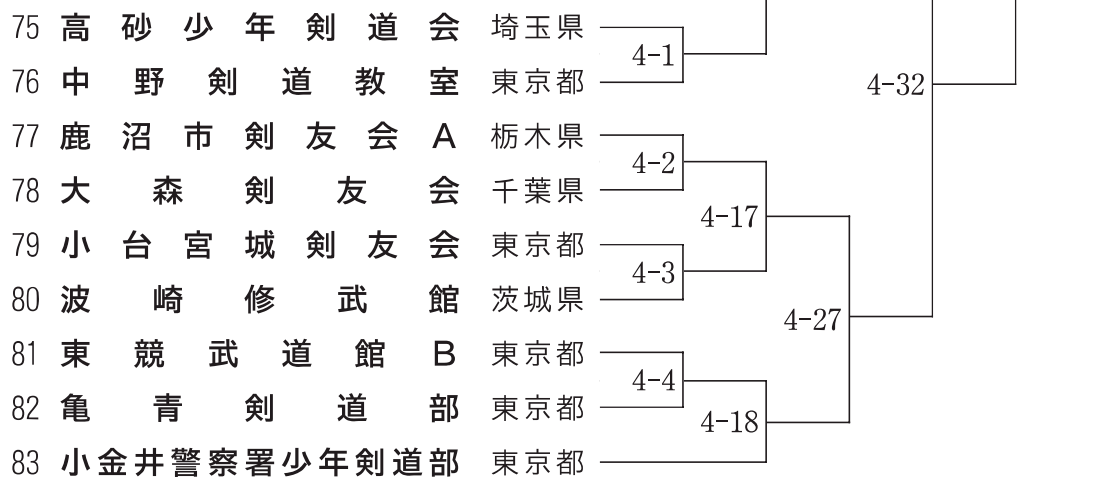 75 高砂少年剣道会 埼玉県
4-1
76 中野剣道教室 東京都
4-32
77 鹿沼市剣友会A 栃木県
4-2
78 大森剣友会 千葉県
4-17
79 小台宮城剣友会 東京都
4-3
80 波崎修武館 茨城県
4-27
81 東競武道館B 東京都
4-4
82 亀青剣道部 東京都
4-18
83 小金井警察署少年剣道部 東京都